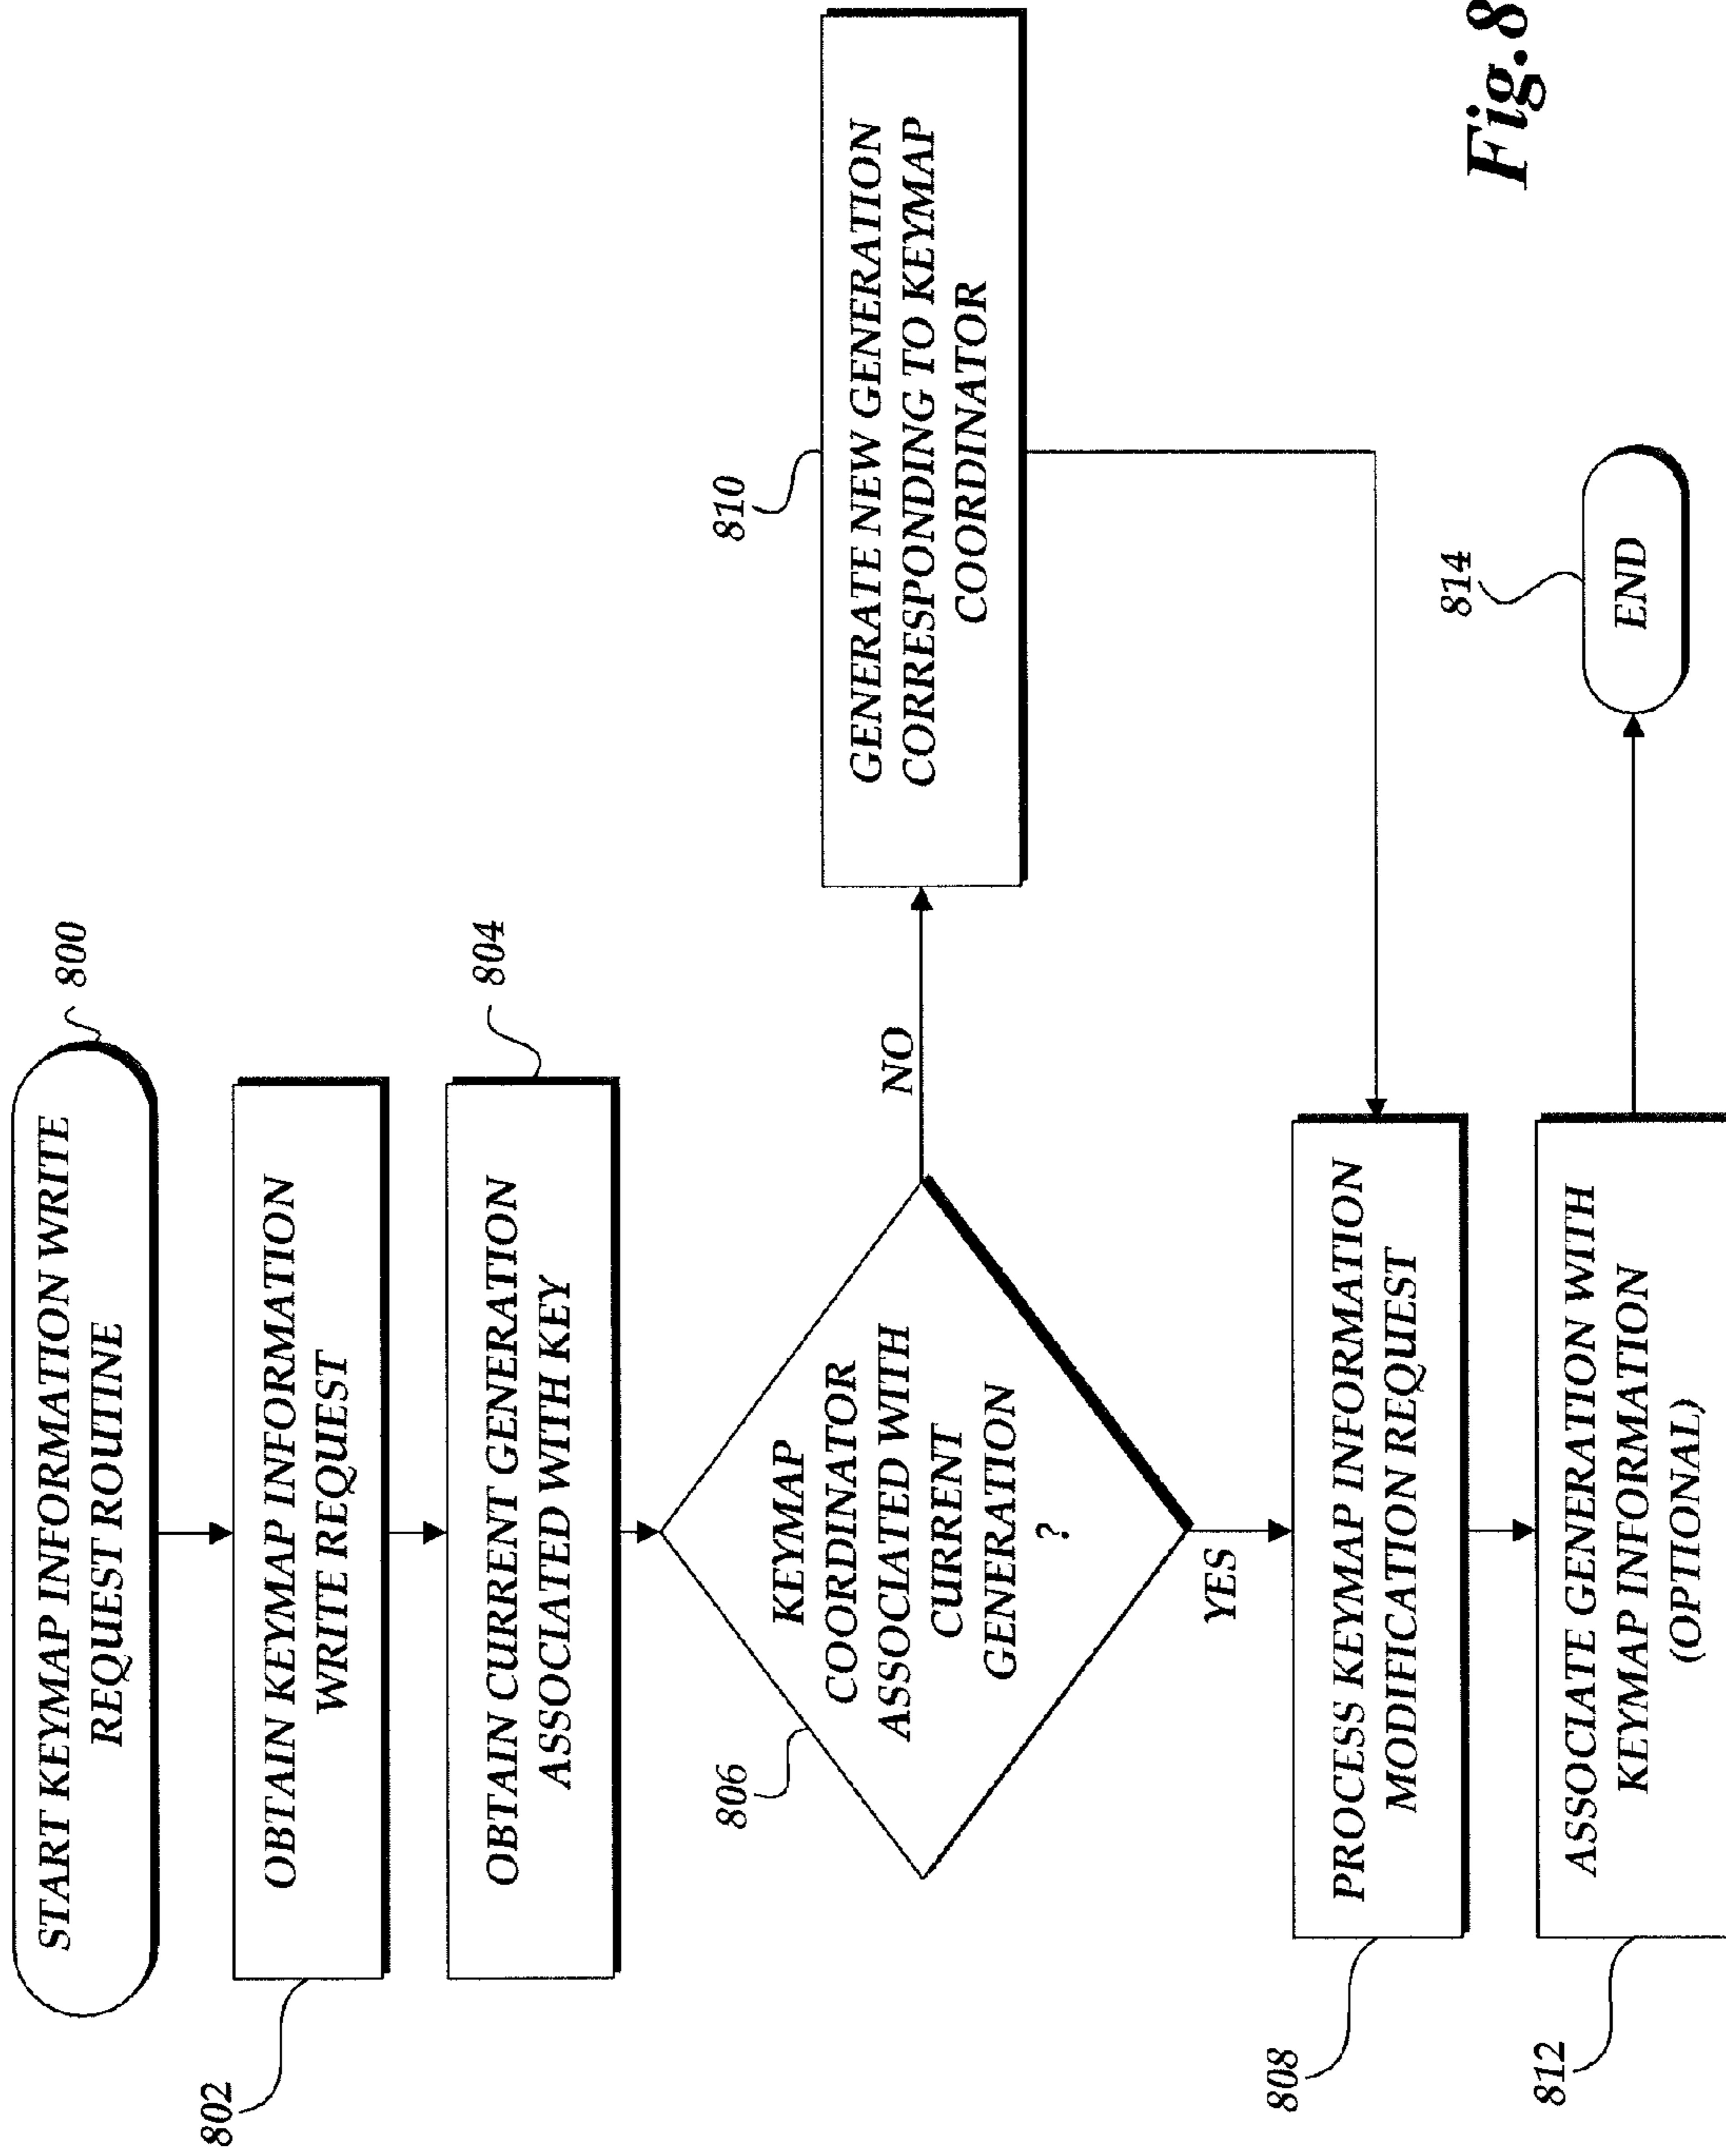 START KEYMAP INFORMATION WRITE
REQUEST ROUTINE
800
OBTAIN KEYMAP INFORMATION
WRITE REQUEST
802
OBTAIN CURRENT GENERATION
ASSOCIATED WITH KEY
804
KEYMAP
COORDINATOR
ASSOCIATED WITH
CURRENT
GENERATION
?
806
NO
GENERATE NEW GENERATION
CORRESPONDING TO KEYMAP
COORDINATOR
810
YES
PROCESS KEYMAP INFORMATION
MODIFICATION REQUEST
808
ASSOCIATE GENERATION WITH
KEYMAP INFORMATION
(OPTIONAL)
812
END
814
Fig.8